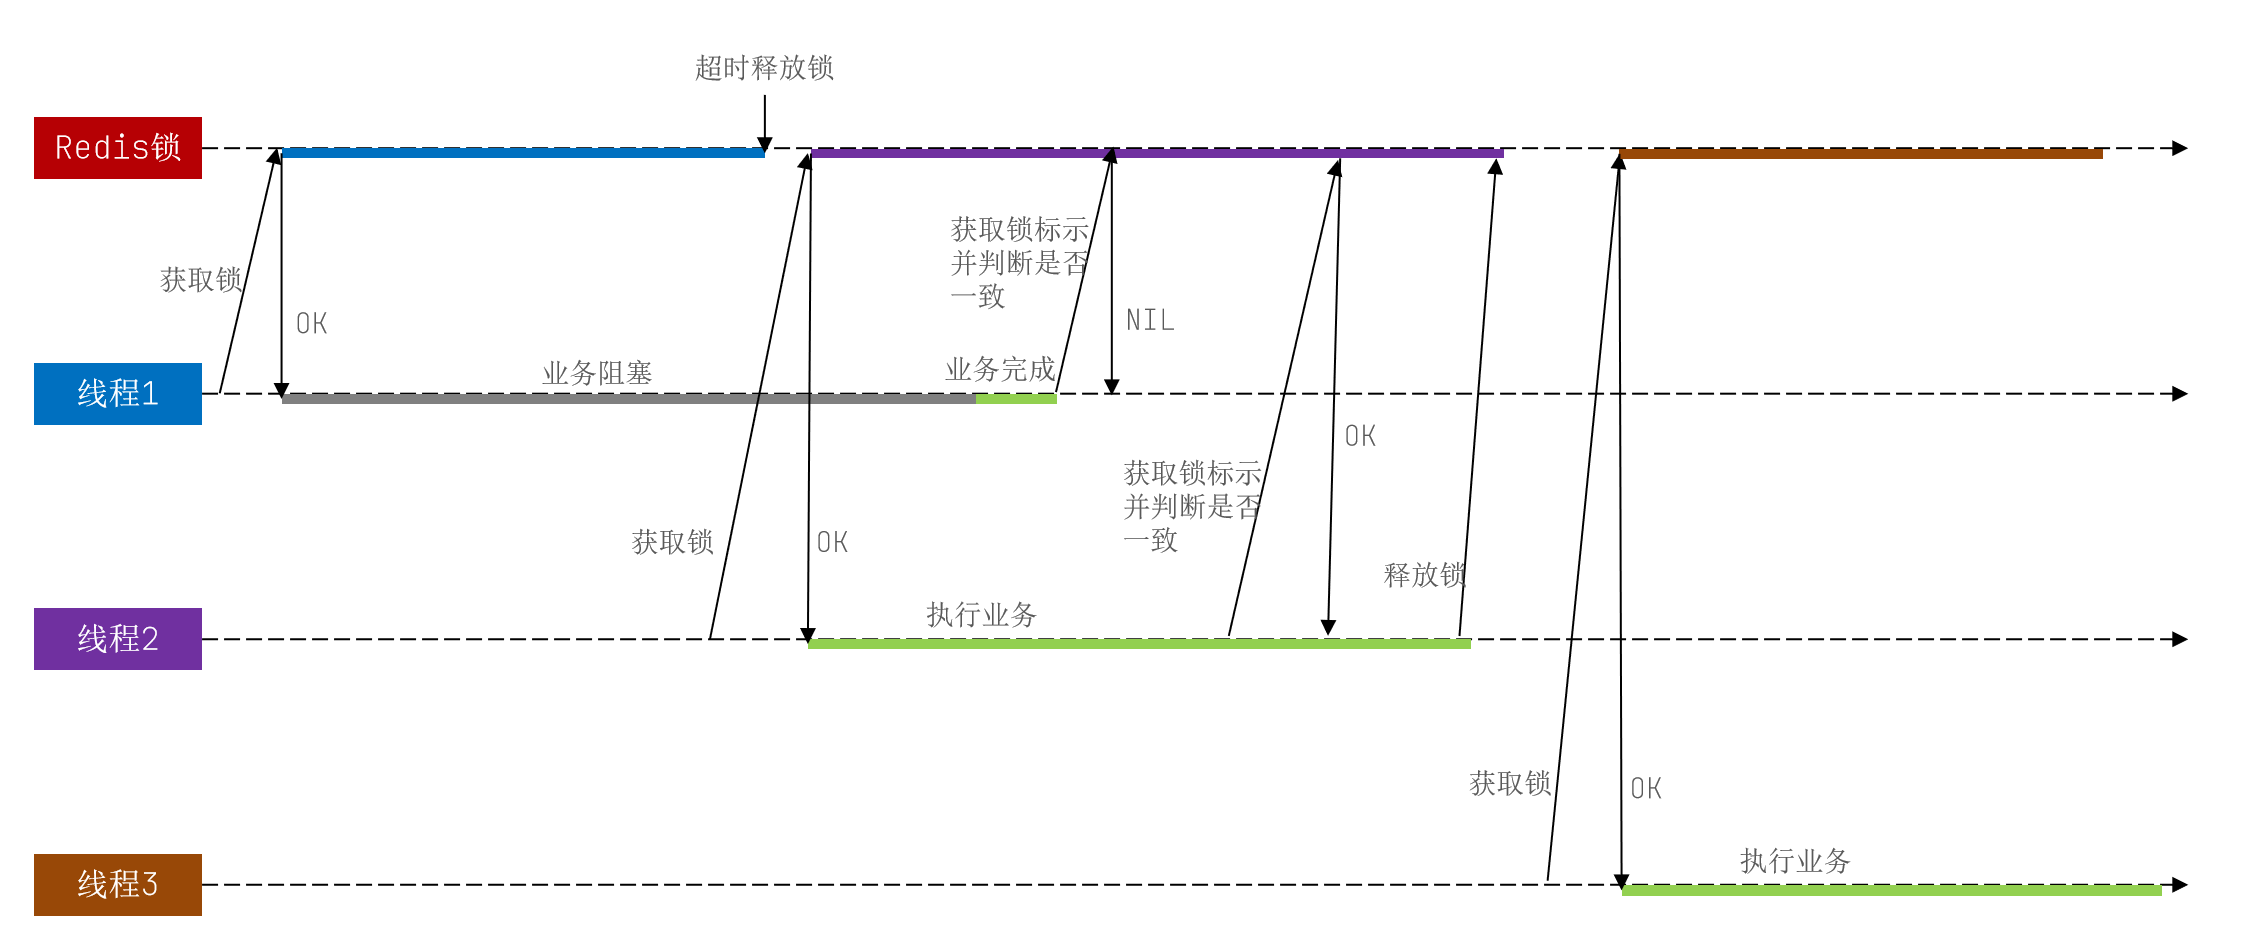 超时释放锁
Redis锁
获取锁标示
并判断是否
一致
获取锁
OK
NIL
业务阻塞
业务完成
线程1
OK
获取锁标示
并判断是否
一致
获取锁
OK
释放锁
执行业务
线程2
获取锁
OK
执行业务
线程3